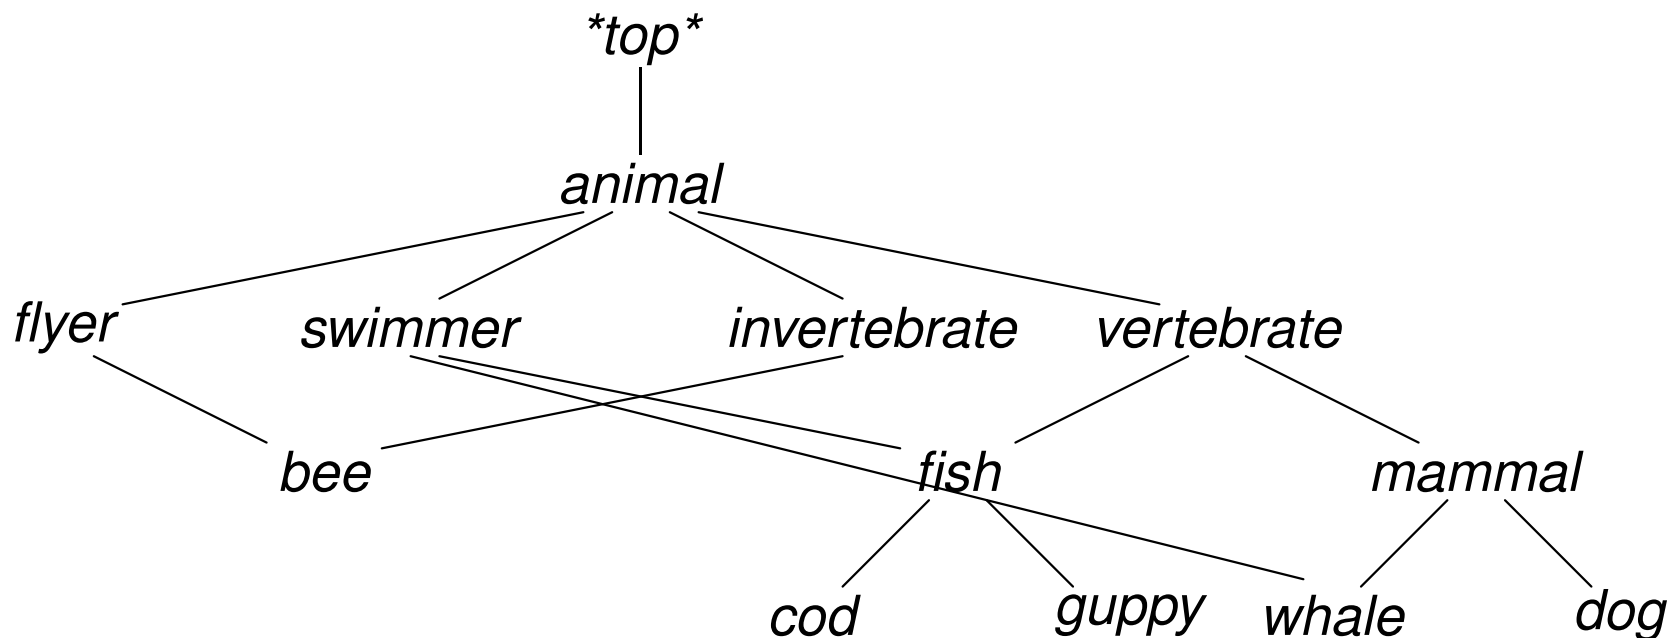 *top*
animal
flyer swimmer invertebrate vertebrate
bee fish mammal
cod guppy whale dog